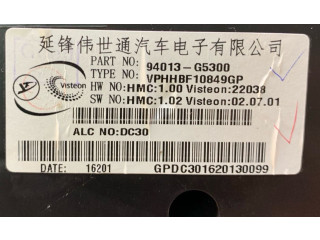 延锋伟世通汽车电子有限公司
PART NO: 94013-G5300
TYPE NO: VPHHBF10849GP
HW NO:HMC:1.00 Visteon:22038
SW NO:HMC:1.02 Visteon:02.07.01
Visteon
ALC NO:DC30
DATE: 16201 GPDC301620130099